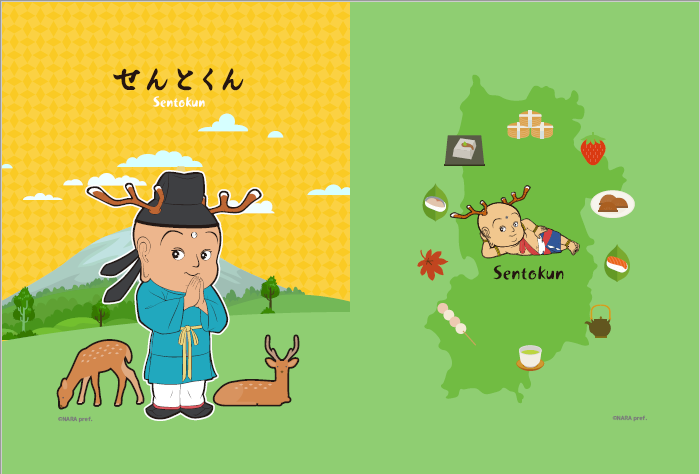 せんとくん
Sentokun
©NARA pref.
Sentokun
©NARA pref.